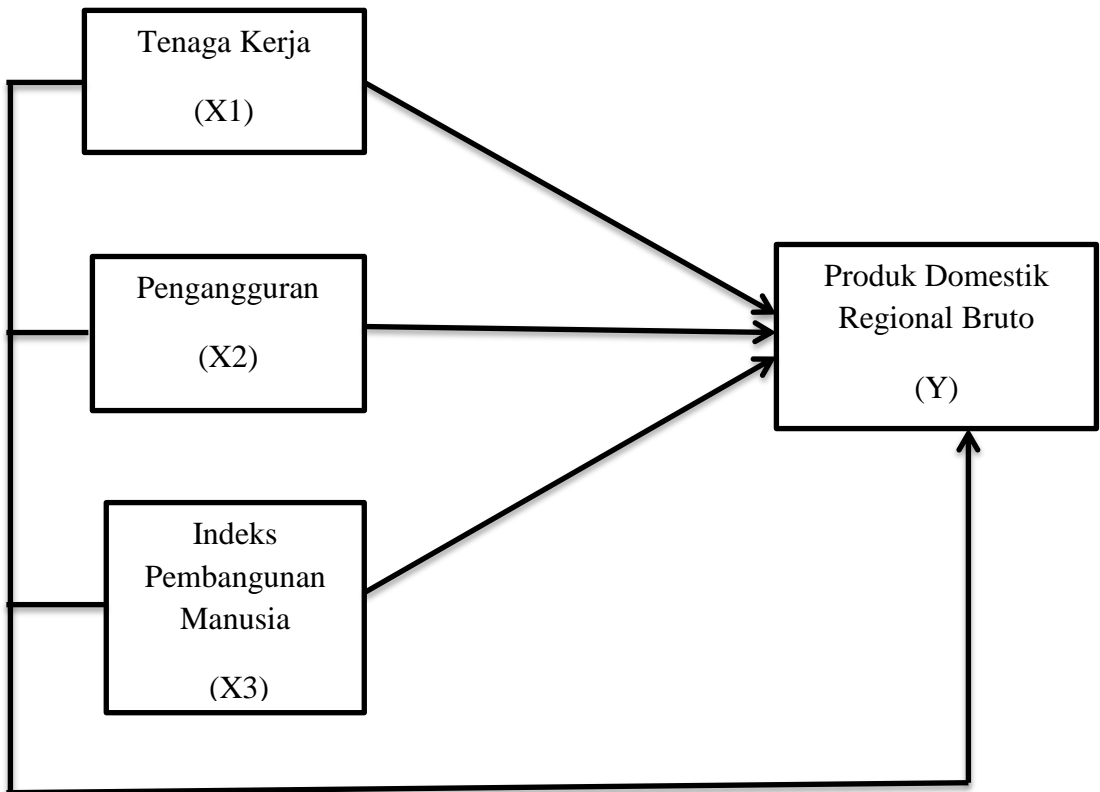 Tenaga Kerja
(X1)
Pengangguran
(X2)
Indeks
Pembangunan
Manusia
(X3)
Produk Domestik
Regional Bruto
(Y)